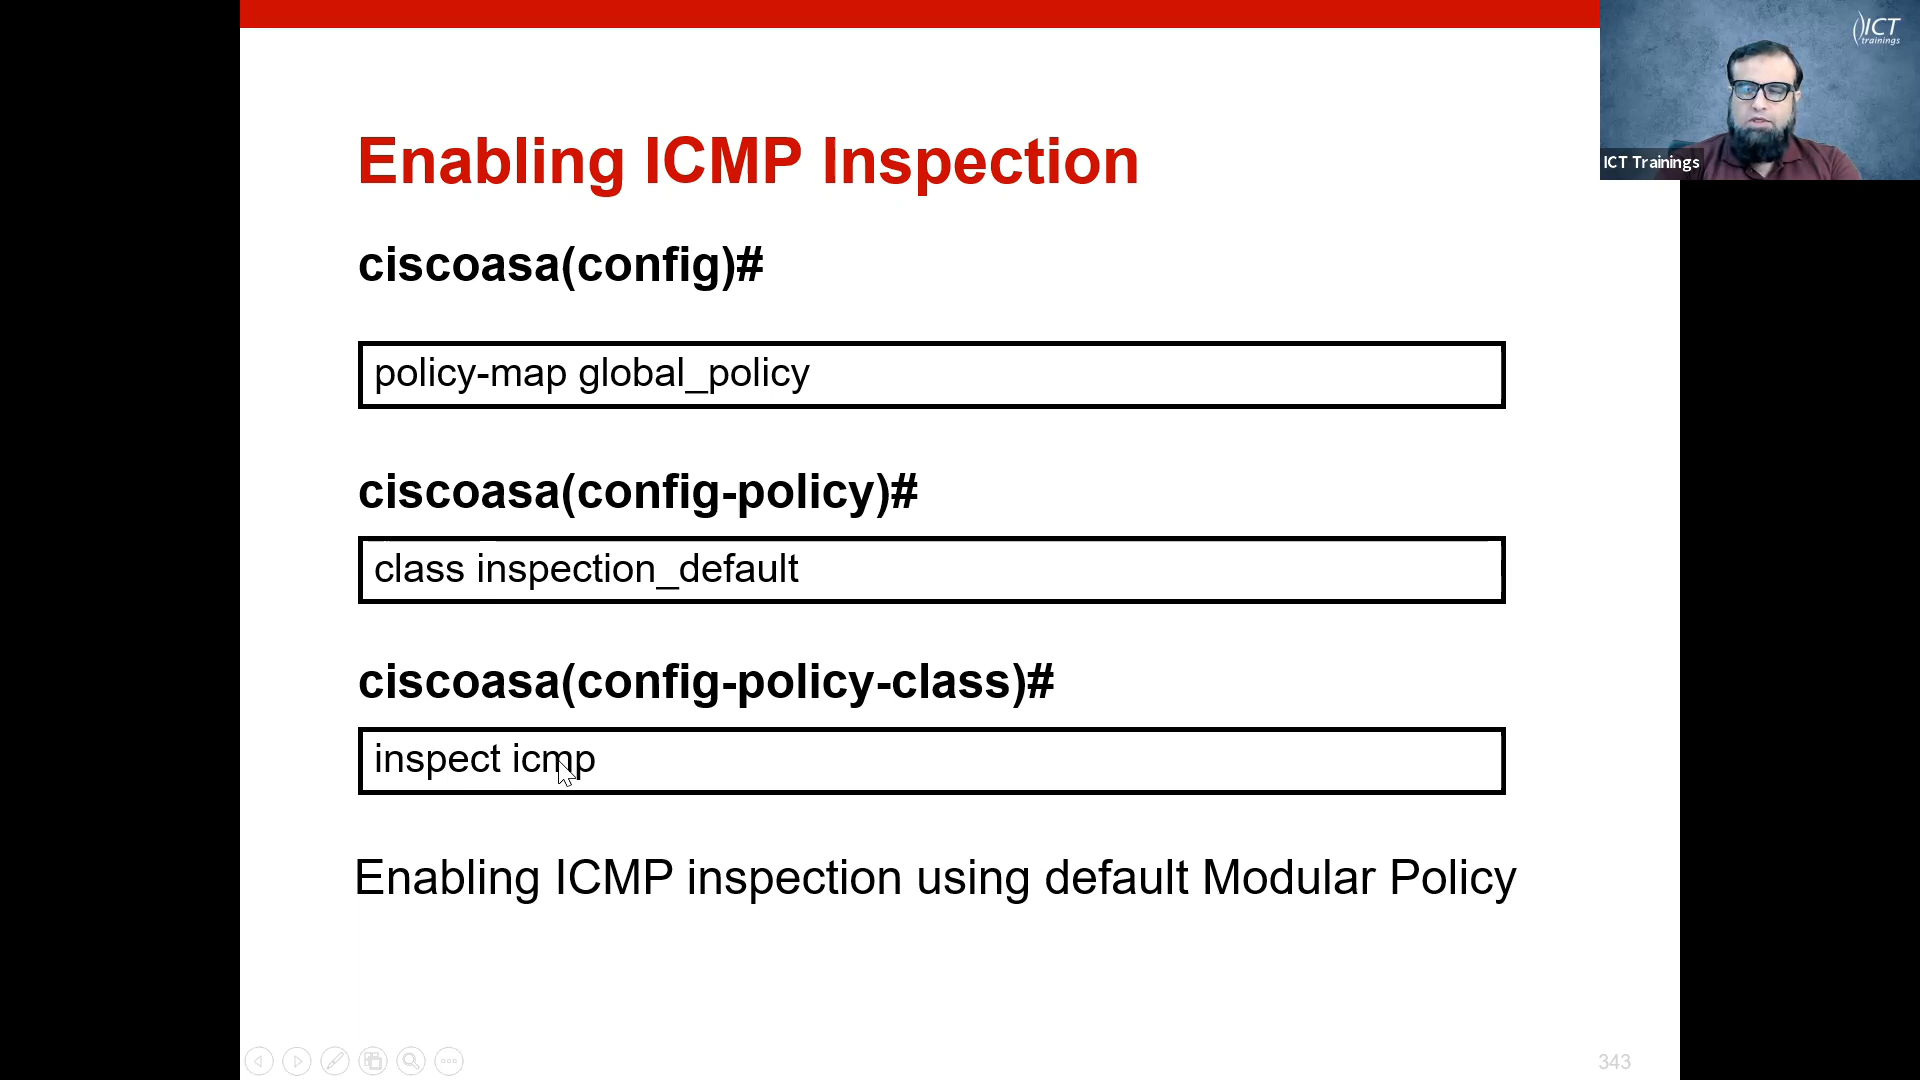 Enabling ICMP Inspection
ciscoasa(config)#
policy-map global_policy
ciscoasa(config-policy)#
class inspection_default
ciscoasa(config-policy-class)#
inspect icmp
Enabling ICMP inspection using default Modular Policy
343
ICT
trainings
ICT Trainings